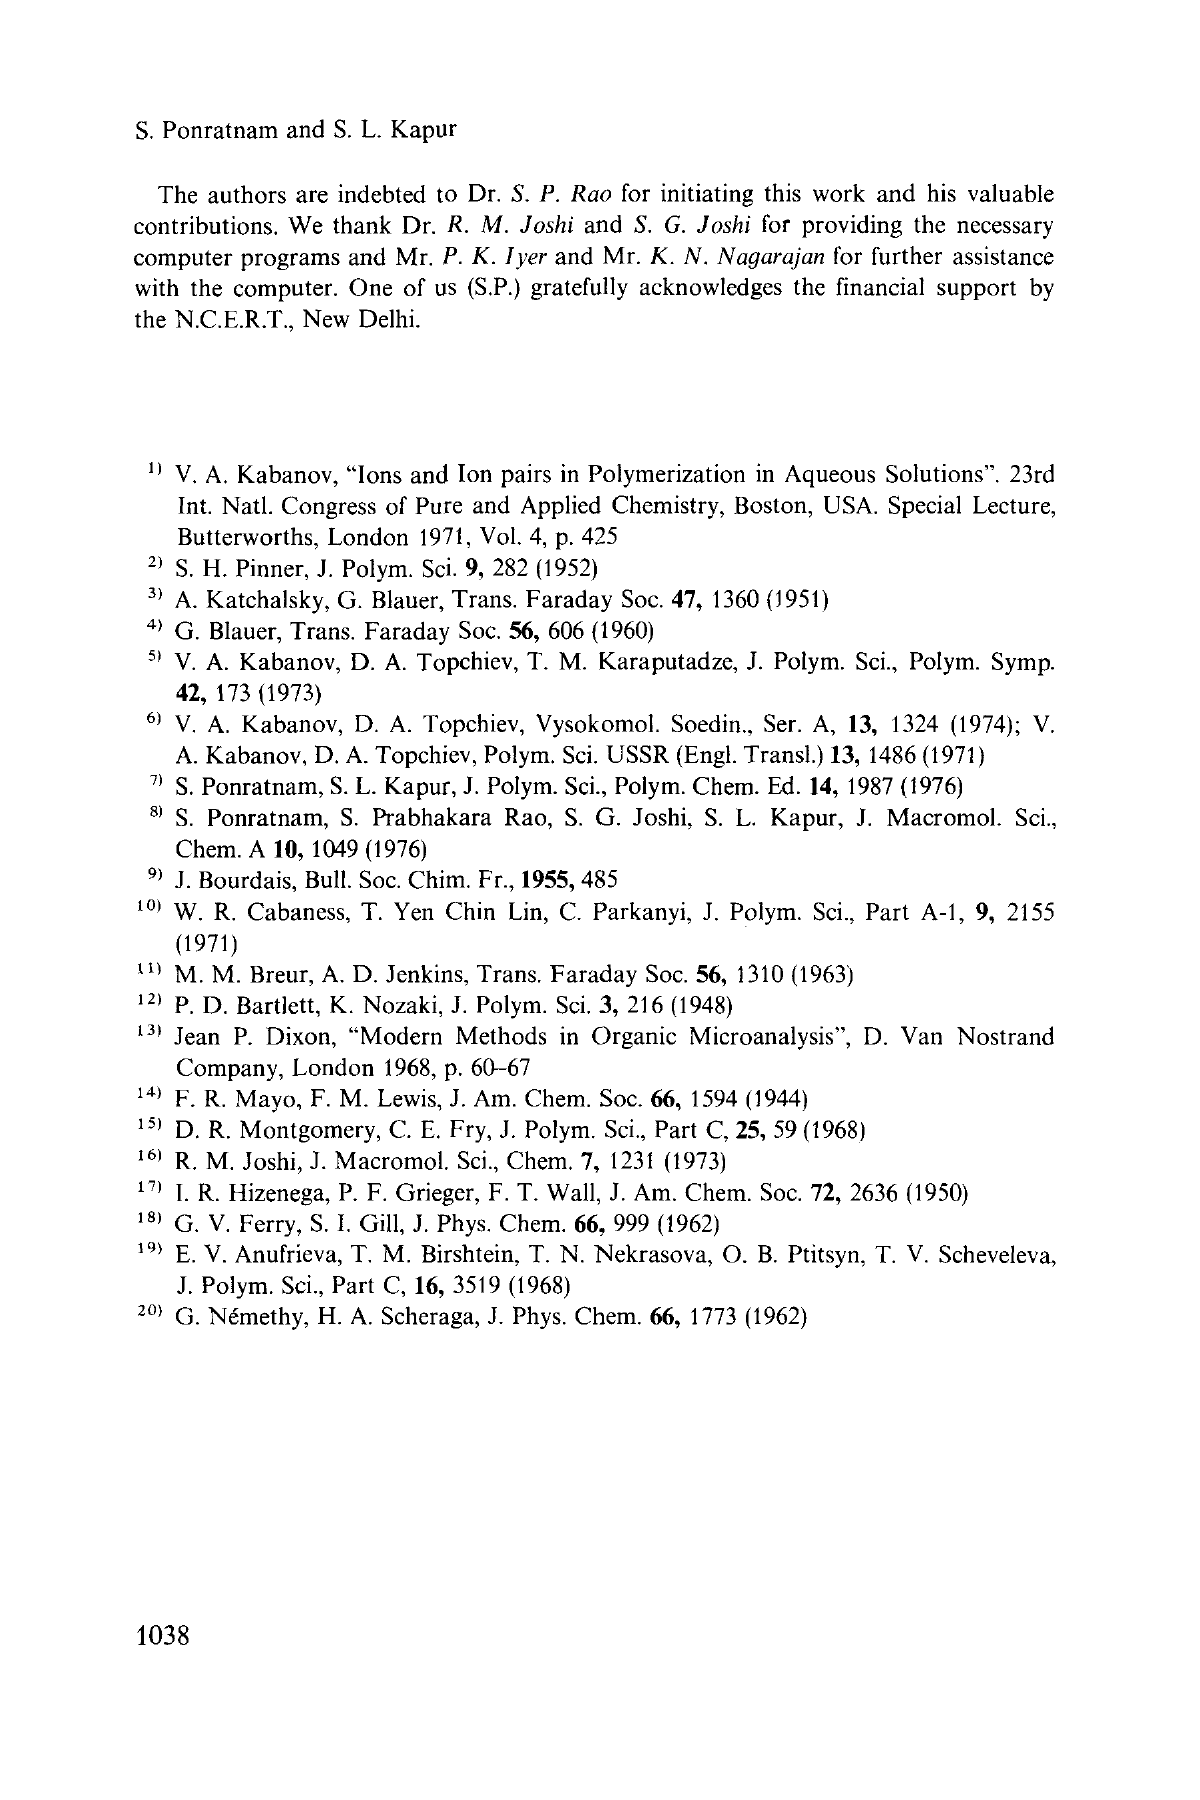 S. Ponratnam and S. L. Kapur
The authors are indebted to Dr. S. P. Rao for initiating this work and his valuable
contributions. We thank Dr. R. M. Joshi and S. G. Joshi for providing the necessary
computer programs and Mr. P. K. Iyer and Mr. K. N. Nagarajan for further assistance
with the computer. One of us (S.P.) gratefully acknowledges the financial support by
the N.C.E.R.T., New Delhi.
1) V. A. Kabanov, “Ions and Ion pairs in Polymerization in Aqueous Solutions”. 23rd
Int. Natl. Congress of Pure and Applied Chemistry, Boston, USA. Special Lecture,
Butterworths, London 1971, Vol. 4, p. 425
2) S. H. Pinner, J. Polym. Sci. 9, 282 (1952)
3) A. Katchalsky, G. Blauer, Trans. Faraday Soc. 47, 1360 (1951)
4) G. Blauer, Trans. Faraday Soc. 56, 606 (1960)
5) V. A. Kabanov, D. A. Topchiev, T. M. Karaputadze, J. Polym. Sci., Polym. Symp.
42, 173 (1973)
6) V. A. Kabanov, D. A. Topchiev, Vysokomol. Soedin., Ser. A, 13, 1324 (1974); V.
A. Kabanov, D. A. Topchiev, Polym. Sci. USSR (Engl. Transl.) 13, 1486 (1971)
7) S. Ponratnam, S. L. Kapur, J. Polym. Sci., Polym. Chem. Ed. 14, 1987 (1976)
8) S. Ponratnam, S. Prabhakara Rao, S. G. Joshi, S. L. Kapur, J. Macromol. Sci.,
Chem. A 10, 1049 (1976)
9) J. Bourdais, Bull. Soc. Chim. Fr., 1955, 485
10) W. R. Cabaness, T. Yen Chin Lin, C. Parkanyi, J. Polym. Sci., Part A-1, 9, 2155
(1971)
11) M. M. Breur, A. D. Jenkins, Trans. Faraday Soc. 56, 1310 (1963)
12) P. D. Bartlett, K. Nozaki, J. Polym. Sci. 3, 216 (1948)
13) Jean P. Dixon, “Modern Methods in Organic Microanalysis”, D. Van Nostrand
Company, London 1968, p. 60–67
14) F. R. Mayo, F. M. Lewis, J. Am. Chem. Soc. 66, 1594 (1944)
15) D. R. Montgomery, C. E. Fry, J. Polym. Sci., Part C, 25, 59 (1968)
16) R. M. Joshi, J. Macromol. Sci., Chem. 7, 1231 (1973)
17) I. R. Hizenega, P. F. Grieger, F. T. Wall, J. Am. Chem. Soc. 72, 2636 (1950)
18) G. V. Ferry, S. I. Gill, J. Phys. Chem. 66, 999 (1962)
19) E. V. Anufrieva, T. M. Birshtein, T. N. Nekrasova, O. B. Ptitsyn, T. V. Scheveleva,
J. Polym. Sci., Part C, 16, 3519 (1968)
20) G. Némethy, H. A. Scheraga, J. Phys. Chem. 66, 1773 (1962)
1038